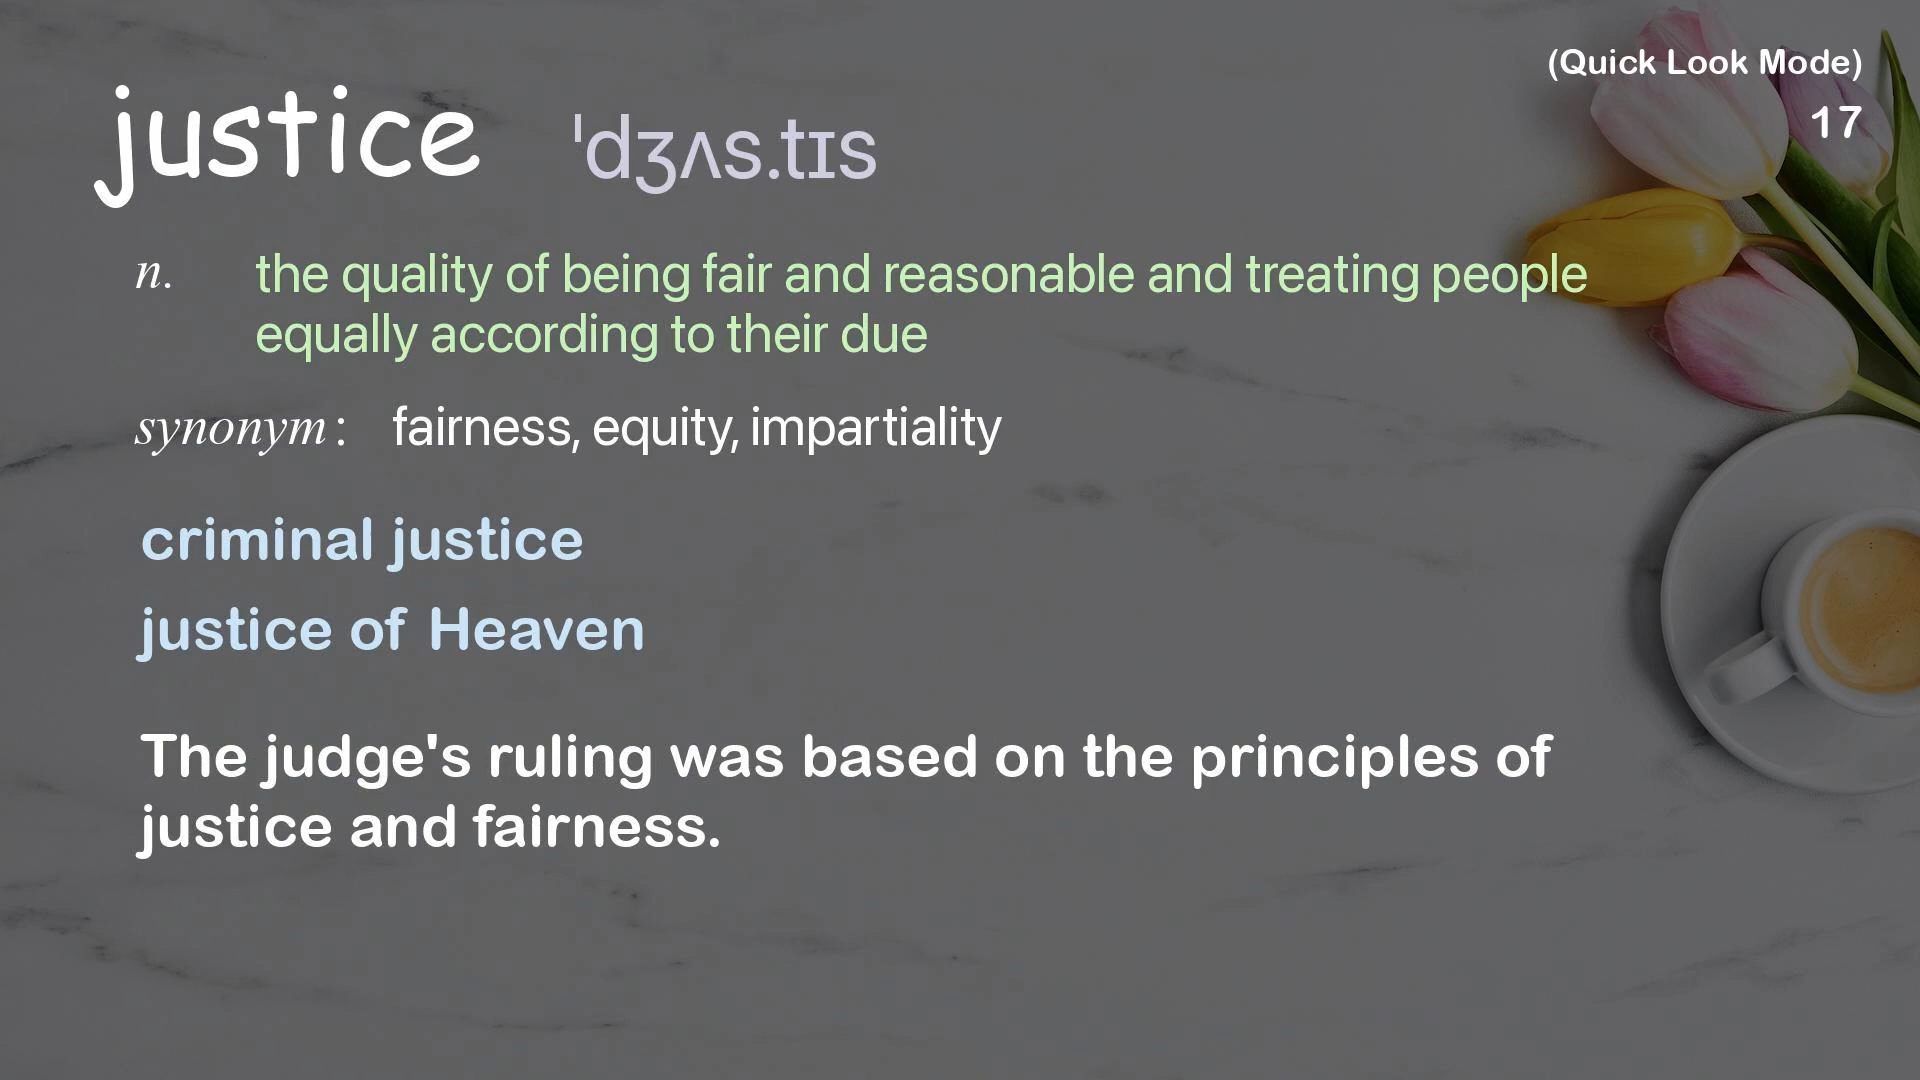 (Quick Look Mode)
17
justice ˈdʒʌs.tɪs
n. the quality of being fair and reasonable and treating people
equally according to their due
synonym: fairness, equity, impartiality
criminal justice
justice of Heaven
The judge's ruling was based on the principles of
justice and fairness.